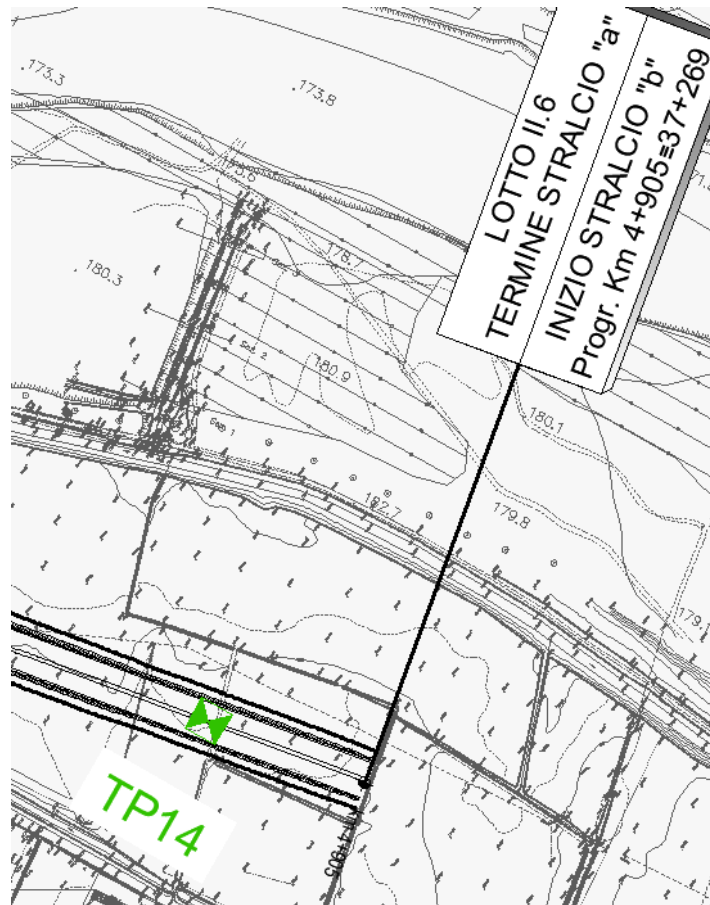 173.3
173.8
LOTTO II.6
TERMINE STRALCIO "a"
INIZIO STRALCIO "b"
Progr. Km 4+905≡37+269
178.7
180.3
180.9
180.1
182.7
179.8
TP14